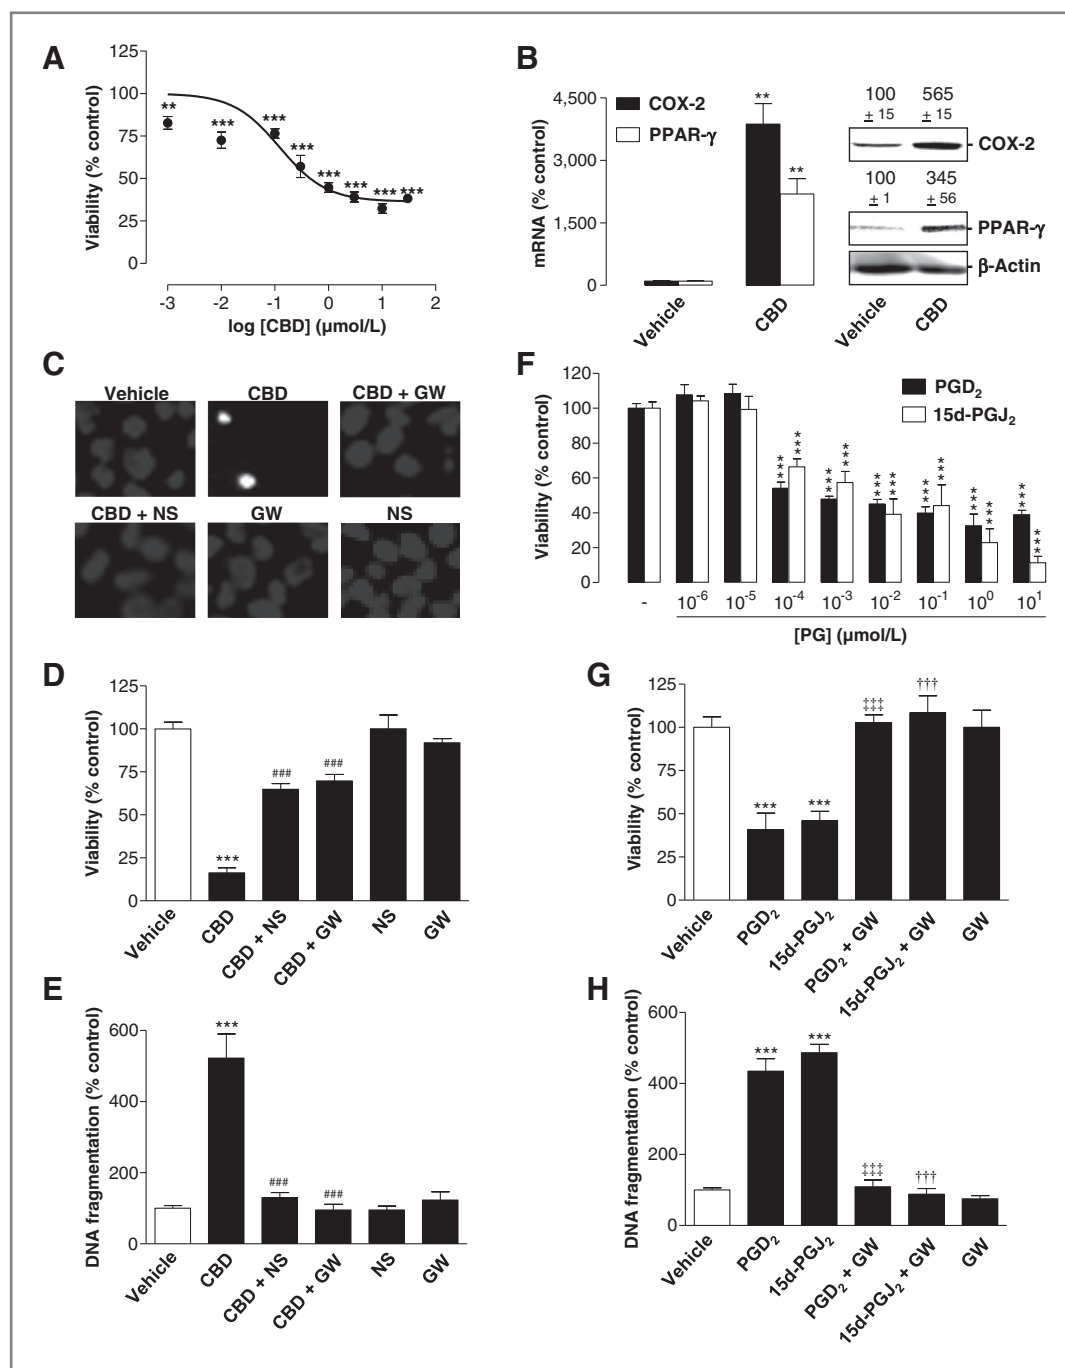 A
125
100
75
50
25
0
Viability (% control)
** *** *** *** *** *** *** ***
-3 -2 -1 0 1 2
log [CBD] (µmol/L)
B
4,500
3,000
1,500
0
mRNA (% control)
COX-2
PPAR-γ
**
**
Vehicle CBD
100 565
± 15 ± 15
COX-2
100 345
± 1 ± 56
PPAR-γ
β-Actin
Vehicle CBD
C
Vehicle CBD CBD + GW
CBD + NS GW NS
F
120
100
80
60
40
20
0
Viability (% control)
PGD₂
15d-PGJ₂
*** *** *** *** *** *** *** *** *** *** *** ***
- 10⁻⁶ 10⁻⁵ 10⁻⁴ 10⁻³ 10⁻² 10⁻¹ 10⁰ 10¹
[PG] (µmol/L)
D
125
100
75
50
25
0
Viability (% control)
*** ### ###
Vehicle CBD CBD + NS CBD + GW NS GW
G
125
100
75
50
25
0
Viability (% control)
*** *** ‡‡‡ †††
Vehicle PGD₂ 15d-PGJ₂ PGD₂ + GW 15d-PGJ₂ + GW GW
E
600
400
200
0
DNA fragmentation (% control)
*** ### ###
Vehicle CBD CBD + NS CBD + GW NS GW
H
600
400
200
0
DNA fragmentation (% control)
*** *** ‡‡‡ †††
Vehicle PGD₂ 15d-PGJ₂ PGD₂ + GW 15d-PGJ₂ + GW GW